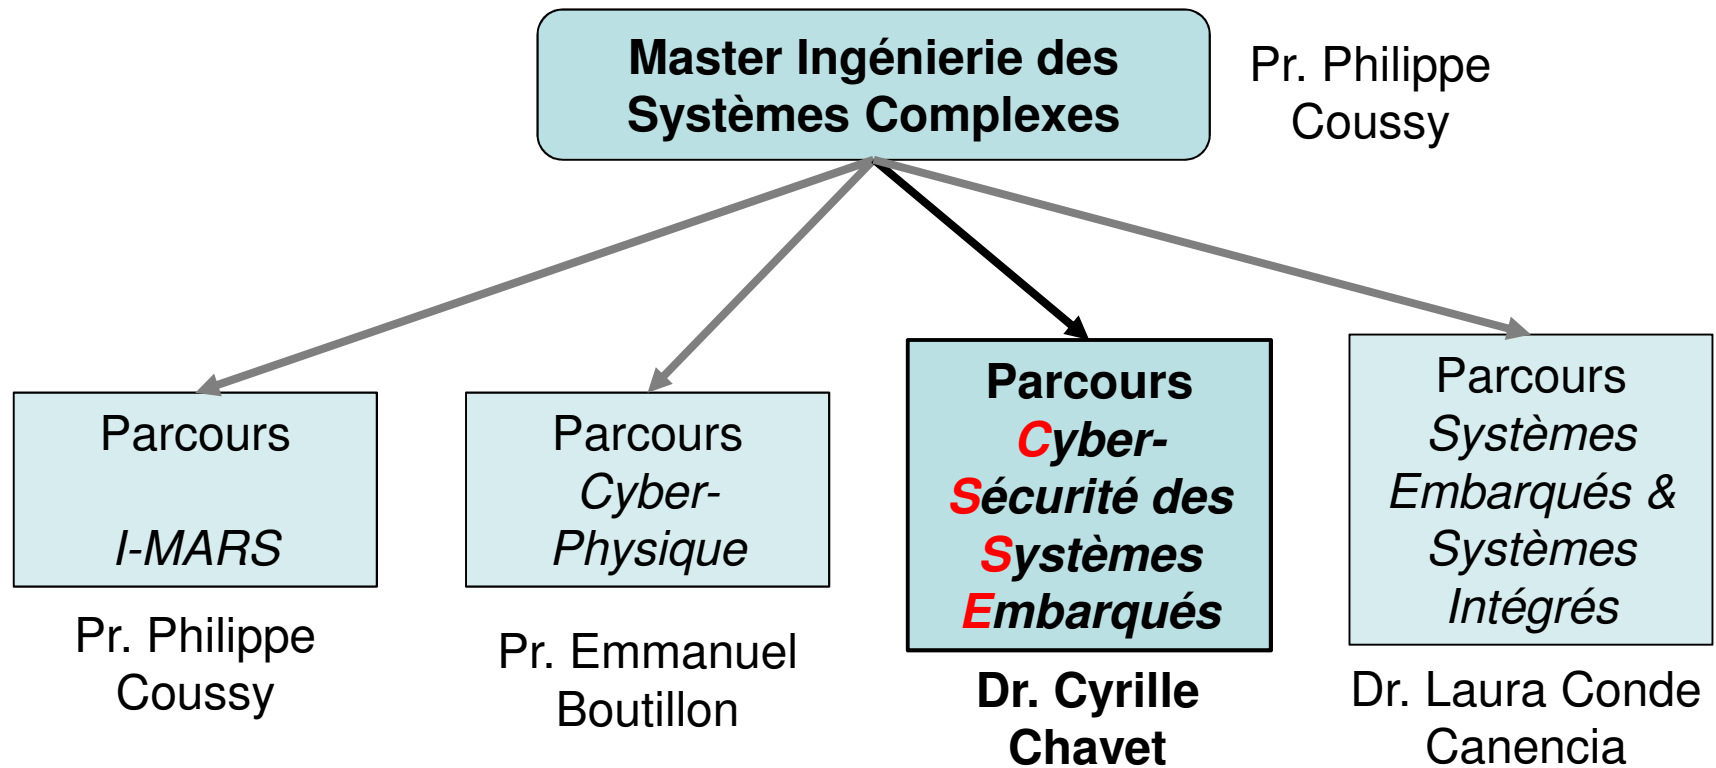 Master Ingénierie des
Systèmes Complexes
Pr. Philippe
Coussy
Parcours
I-MARS
Pr. Philippe
Coussy
Parcours
Cyber-
Physique
Pr. Emmanuel
Boutillon
Parcours
Cyber-
Sécurité des
Systèmes
Embarqués
Dr. Cyrille
Chavet
Parcours
Systèmes
Embarqués &
Systèmes
Intégrés
Dr. Laura Conde
Canencia